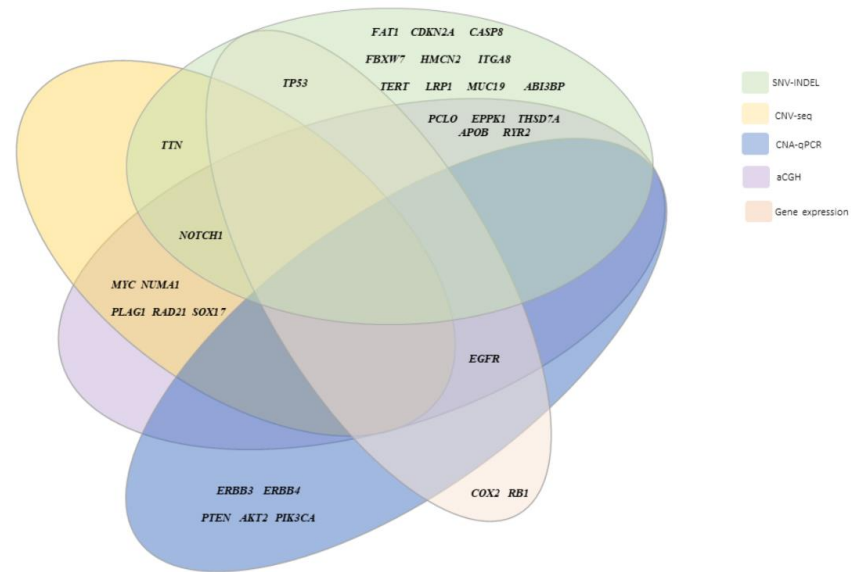 FAT1 CDKN2A CASP8
FBXW7 HMCN2 ITGA8
TP53
TERT LRP1 MUC19 ABI3BP
PCLO EPPK1 THSD7A
APOB RYR2
TTN
NOTCH1
MYC NUMA1
PLAG1 RAD21 SOX17
EGFR
ERBB3 ERBB4
PTEN AKT2 PIK3CA
COX2 RB1
SNV-INDEL
CNV-seq
CNA-qPCR
aCGH
Gene expression